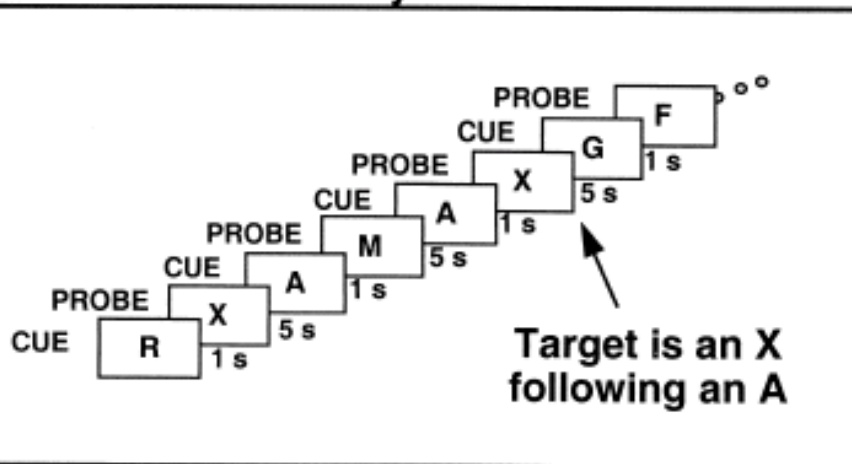 PROBE
F
CUE
G
1 s
PROBE
X
5 s
CUE
A
1 s
PROBE
M
5 s
CUE
A
1 s
PROBE
X
5 s
CUE
R
1 s
Target is an X
following an A